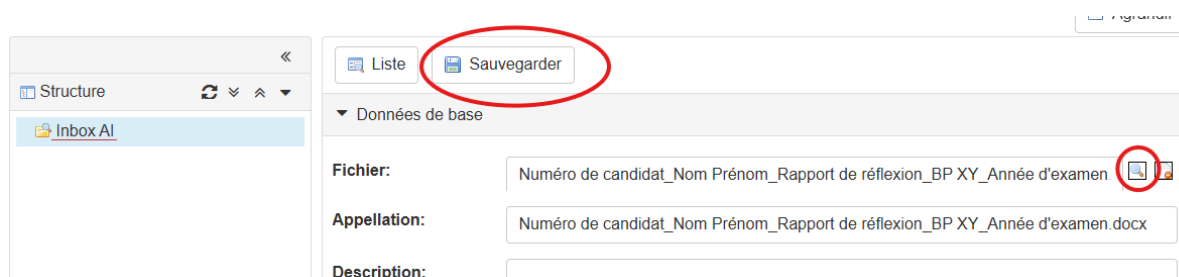 Agrandir
Liste
Sauvegarder
Structure
Données de base
Inbox AI
Fichier:
Numéro de candidat_Nom Prénom_Rapport de réflexion_BP XY_Année d'examen.
Appellation:
Numéro de candidat_Nom Prénom_Rapport de réflexion_BP XY_Année d'examen.docx
Description: